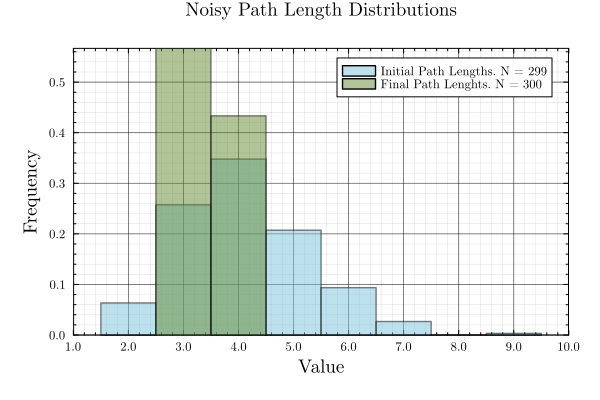 Noisy Path Length Distributions
Initial Path Lengths. N = 299
Final Path Lenghts. N = 300
Frequency
0.5
0.4
0.3
0.2
0.1
0.0
1.0 2.0 3.0 4.0 5.0 6.0 7.0 8.0 9.0 10.0
Value